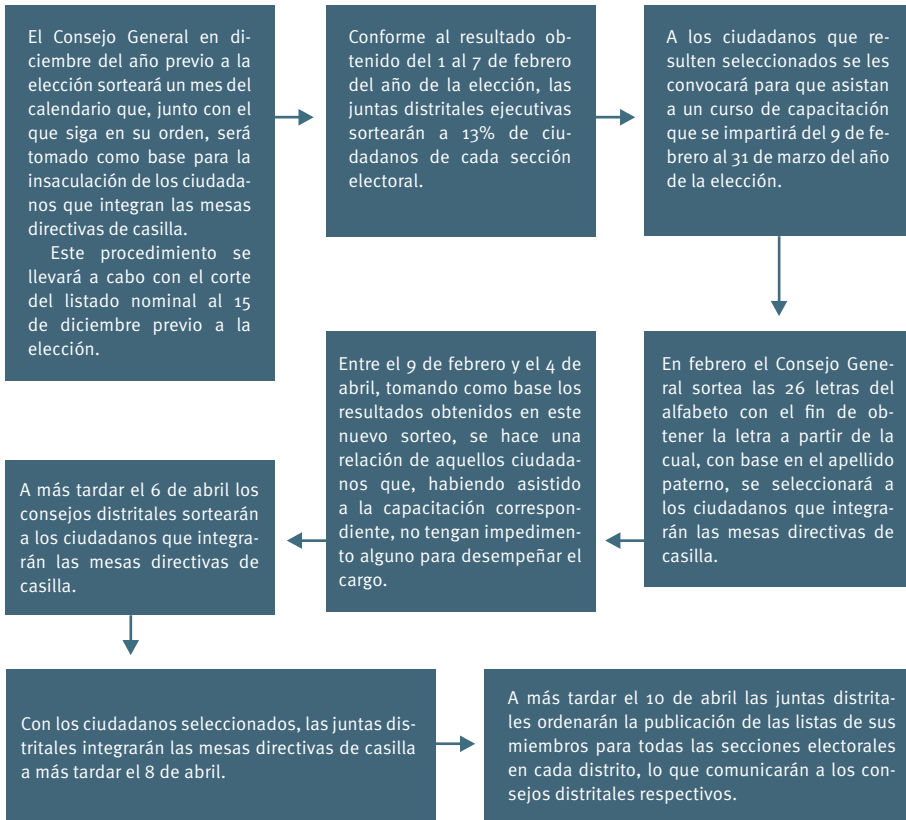 El Consejo General en di-
ciembre del año previo a la
elección sorteará un mes del
calendario que, junto con el
que siga en su orden, será
tomado como base para la
insaculación de los ciudada-
nos que integran las mesas
directivas de casilla.
Este procedimiento se
llevará a cabo con el corte
del listado nominal al 15
de diciembre previo a la
elección.
Conforme al resultado ob-
tenido del 1 al 7 de febrero
del año de la elección, las
juntas distritales ejecutivas
sortearán a 13% de ciu-
dadanos de cada sección
electoral.
A los ciudadanos que re-
sulten seleccionados se les
convocará para que asistan
a un curso de capacitación
que se impartirá del 9 de fe-
brero al 31 de marzo del año
de la elección.
En febrero el Consejo Gene-
ral sortea las 26 letras del
alfabeto con el fin de ob-
tener la letra a partir de la
cual, con base en el apellido
paterno, se seleccionará a
los ciudadanos que integra-
rán las mesas directivas de
casilla.
Entre el 9 de febrero y el 4 de
abril, tomando como base los
resultados obtenidos en este
nuevo sorteo, se hace una
relación de aquellos ciudada-
nos que, habiendo asistido
a la capacitación correspon-
diente, no tengan impedimen-
to alguno para desempeñar el
cargo.
A más tardar el 6 de abril los
consejos distritales sortearán
a los ciudadanos que integra-
rán las mesas directivas de
casilla.
Con los ciudadanos seleccionados, las juntas dis-
tritales integrarán las mesas directivas de casilla
a más tardar el 8 de abril.
A más tardar el 10 de abril las juntas distrita-
les ordenarán la publicación de las listas de sus
miembros para todas las secciones electorales
en cada distrito, lo que comunicarán a los con-
sejos distritales respectivos.